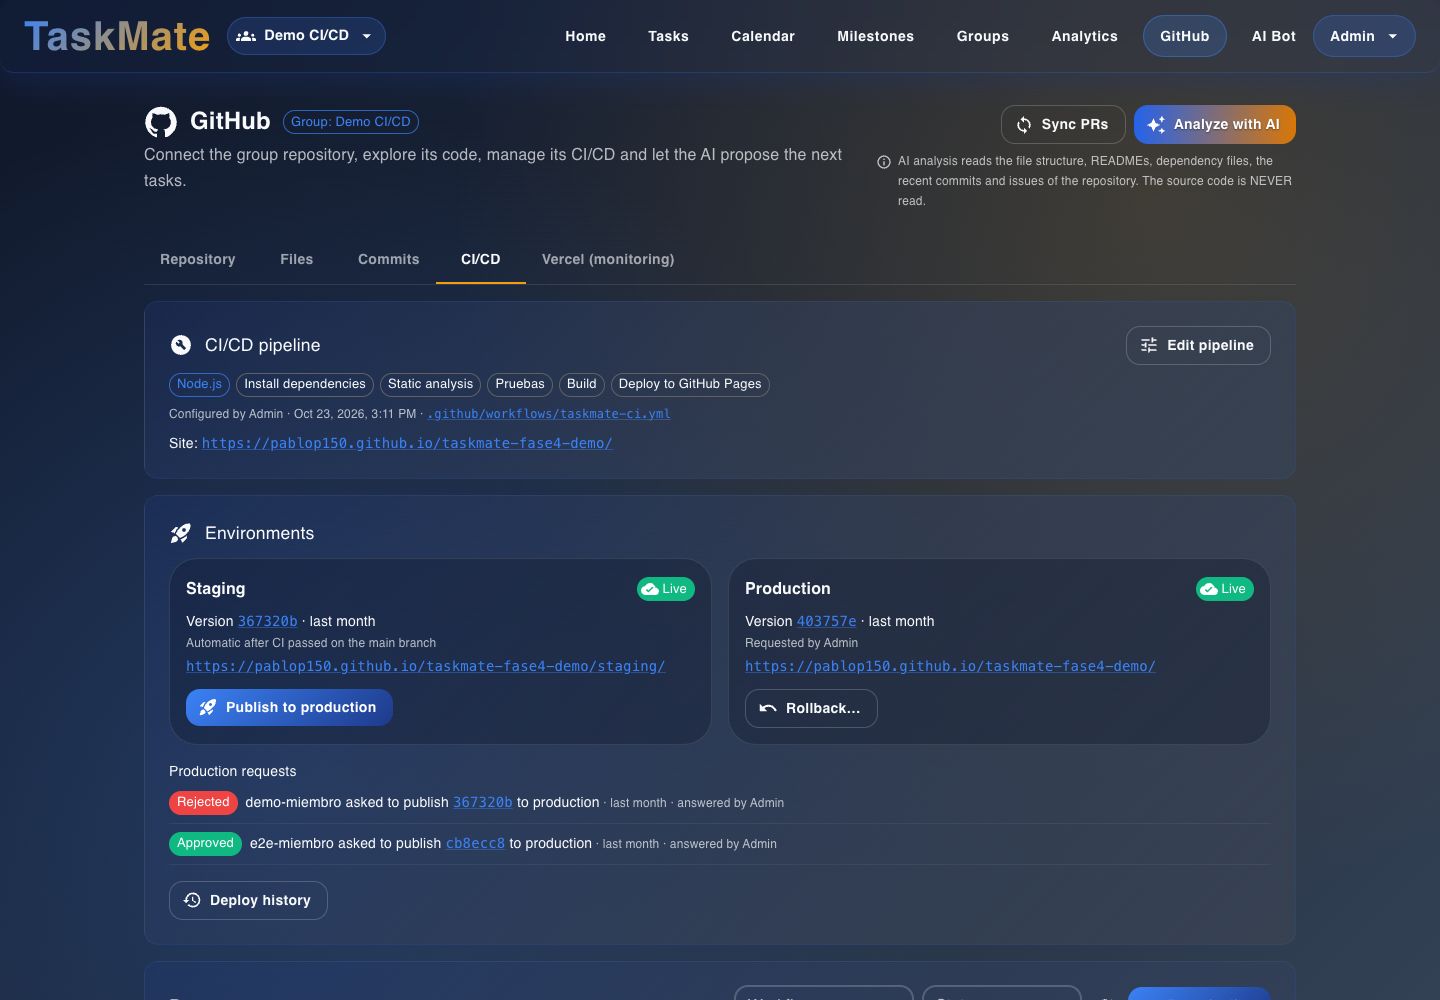 TaskMate
Demo CI/CD
Home
Tasks
Calendar
Milestones
Groups
Analytics
GitHub
AI Bot
Admin
GitHub
Group: Demo CI/CD
Connect the group repository, explore its code, manage its CI/CD and let the AI propose the next
tasks.
Sync PRs
Analyze with AI
AI analysis reads the file structure, READMEs, dependency files, the
recent commits and issues of the repository. The source code is NEVER
read.
Repository
Files
Commits
CI/CD
Vercel (monitoring)
CI/CD pipeline
Edit pipeline
Node.js
Install dependencies
Static analysis
Pruebas
Build
Deploy to GitHub Pages
Configured by Admin · Oct 23, 2026, 3:11 PM · .github/workflows/taskmate-ci.yml
Site: https://pablop150.github.io/taskmate-fase4-demo/
Environments
Staging
Live
Version 367320b · last month
Automatic after CI passed on the main branch
https://pablop150.github.io/taskmate-fase4-demo/staging/
Publish to production
Production
Live
Version 403757e · last month
Requested by Admin
https://pablop150.github.io/taskmate-fase4-demo/
Rollback...
Production requests
Rejected demo-miembro asked to publish 367320b to production · last month · answered by Admin
Approved e2e-miembro asked to publish cb8ecc8 to production · last month · answered by Admin
Deploy history